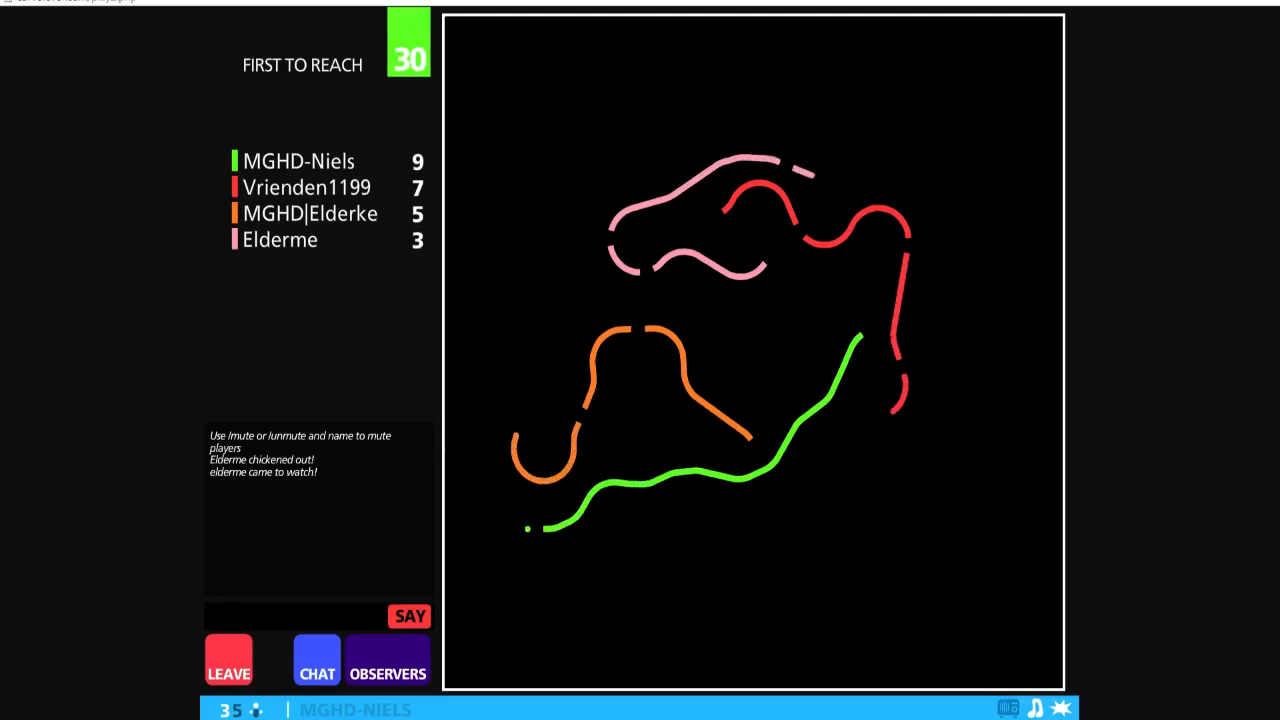 FIRST TO REACH 30
MGHD-Niels 9
Vrienden1199 7
MGHD|Elderke 5
Elderme 3
Use /mute or /unmute and name to mute
players
Elderme chickened out!
elderme came to watch!
SAY
LEAVE CHAT OBSERVERS
35 MGHD-NIELS